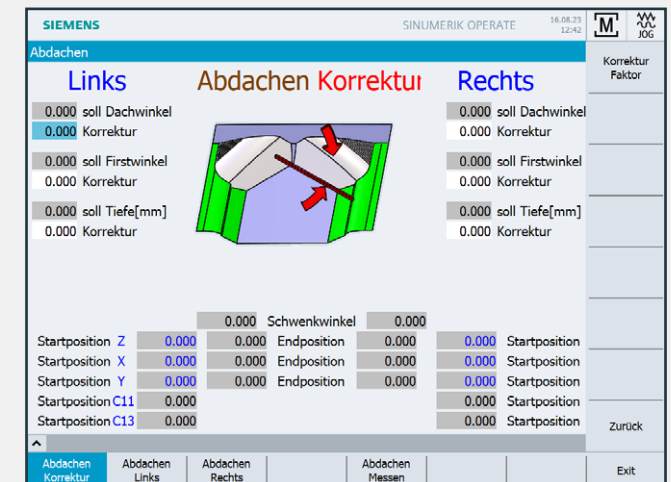 SIEMENS SINUMERIK OPERATE 16.08.23 12:42 M JOG
Abdachen
Links Abdachen Korrektur Rechts
Korrektur Faktor
0.000 soll Dachwinkel 0.000 soll Dachwinkel
0.000 Korrektur 0.000 Korrektur
0.000 soll Firstwinkel 0.000 soll Firstwinkel
0.000 Korrektur 0.000 Korrektur
0.000 soll Tiefe[mm] 0.000 soll Tiefe[mm]
0.000 Korrektur 0.000 Korrektur
0.000 Schwenkwinkel 0.000
Startposition Z 0.000 0.000 Endposition 0.000 0.000 Startposition
Startposition X 0.000 0.000 Endposition 0.000 0.000 Startposition
Startposition Y 0.000 0.000 Endposition 0.000 0.000 Startposition
Startposition C11 0.000 0.000 Startposition
Startposition C13 0.000 0.000 Startposition
Zurück
Abdachen Korrektur
Abdachen Links
Abdachen Rechts
Abdachen Messen
Exit